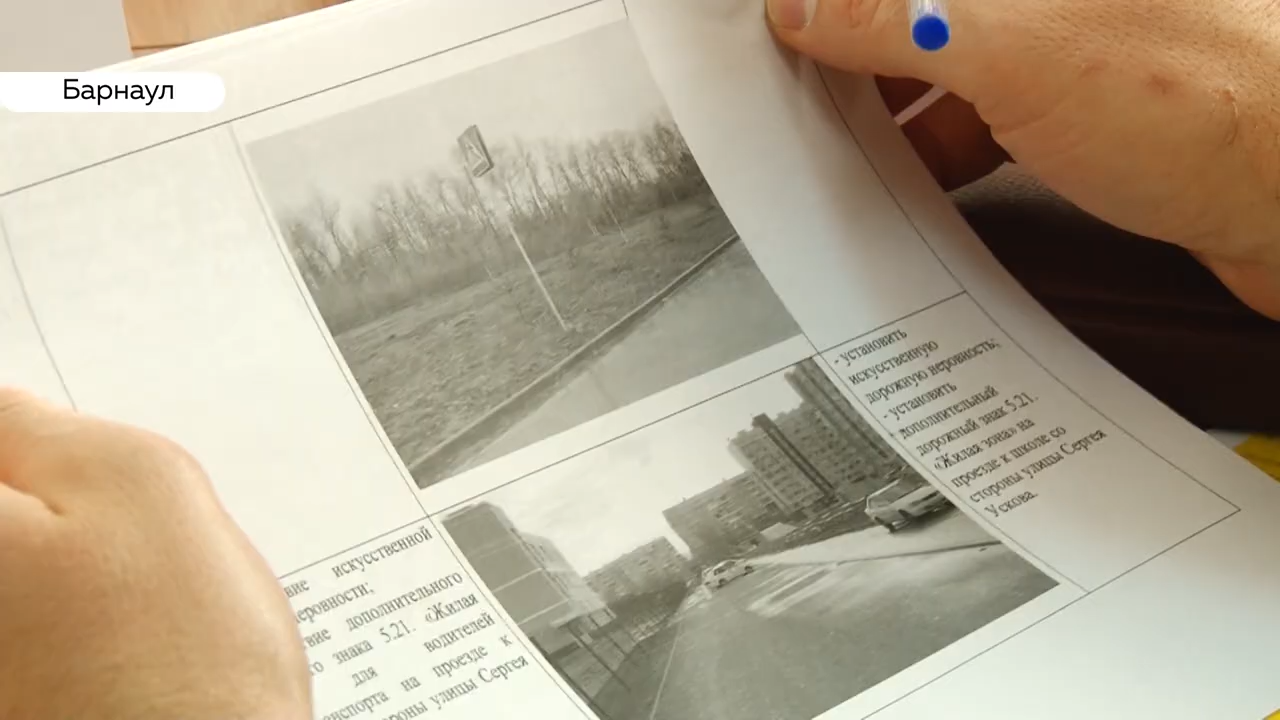 Барнаул
- установить
искусственную
дорожную неровность;
- установить
дополнительный
дорожный знак 5.21.
«Жилая зона» на
проезде к школе со
стороны улицы Сергея
Ускова.
искусственной
дополнительного
знака 5.21. «Жилая
для водителей
на проезде к
улицы Сергея